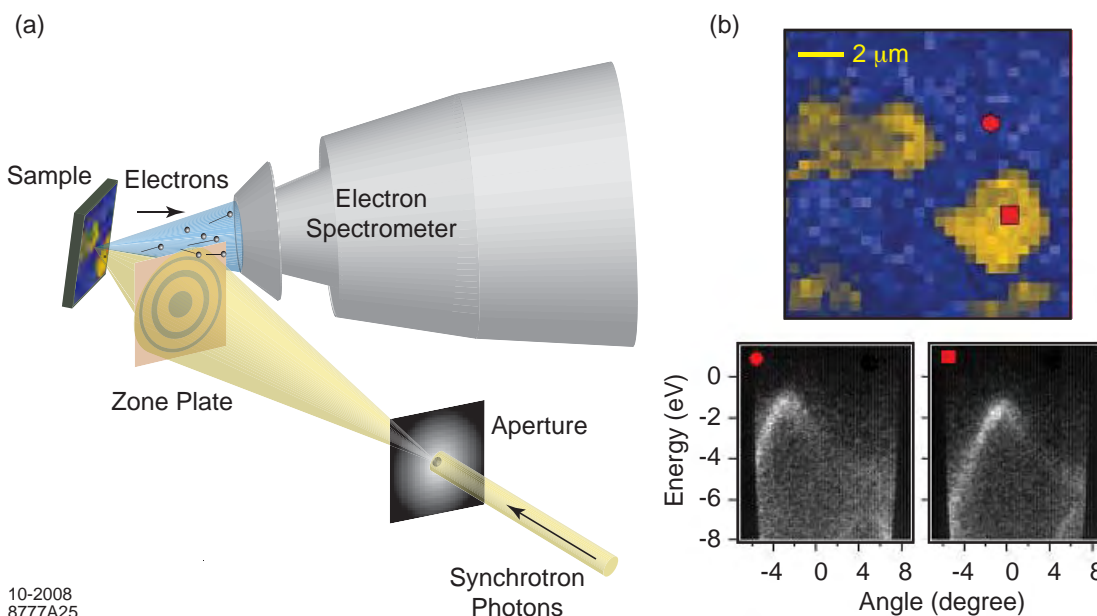 (a)
Sample
Electrons
Electron
Spectrometer
Zone Plate
Aperture
Synchrotron
Photons
10-2008
8777A25
(b)
2 μm
Energy (eV)
0
-2
-4
-6
-8
-4 0 4 8
-4 0 4 8
Angle (degree)